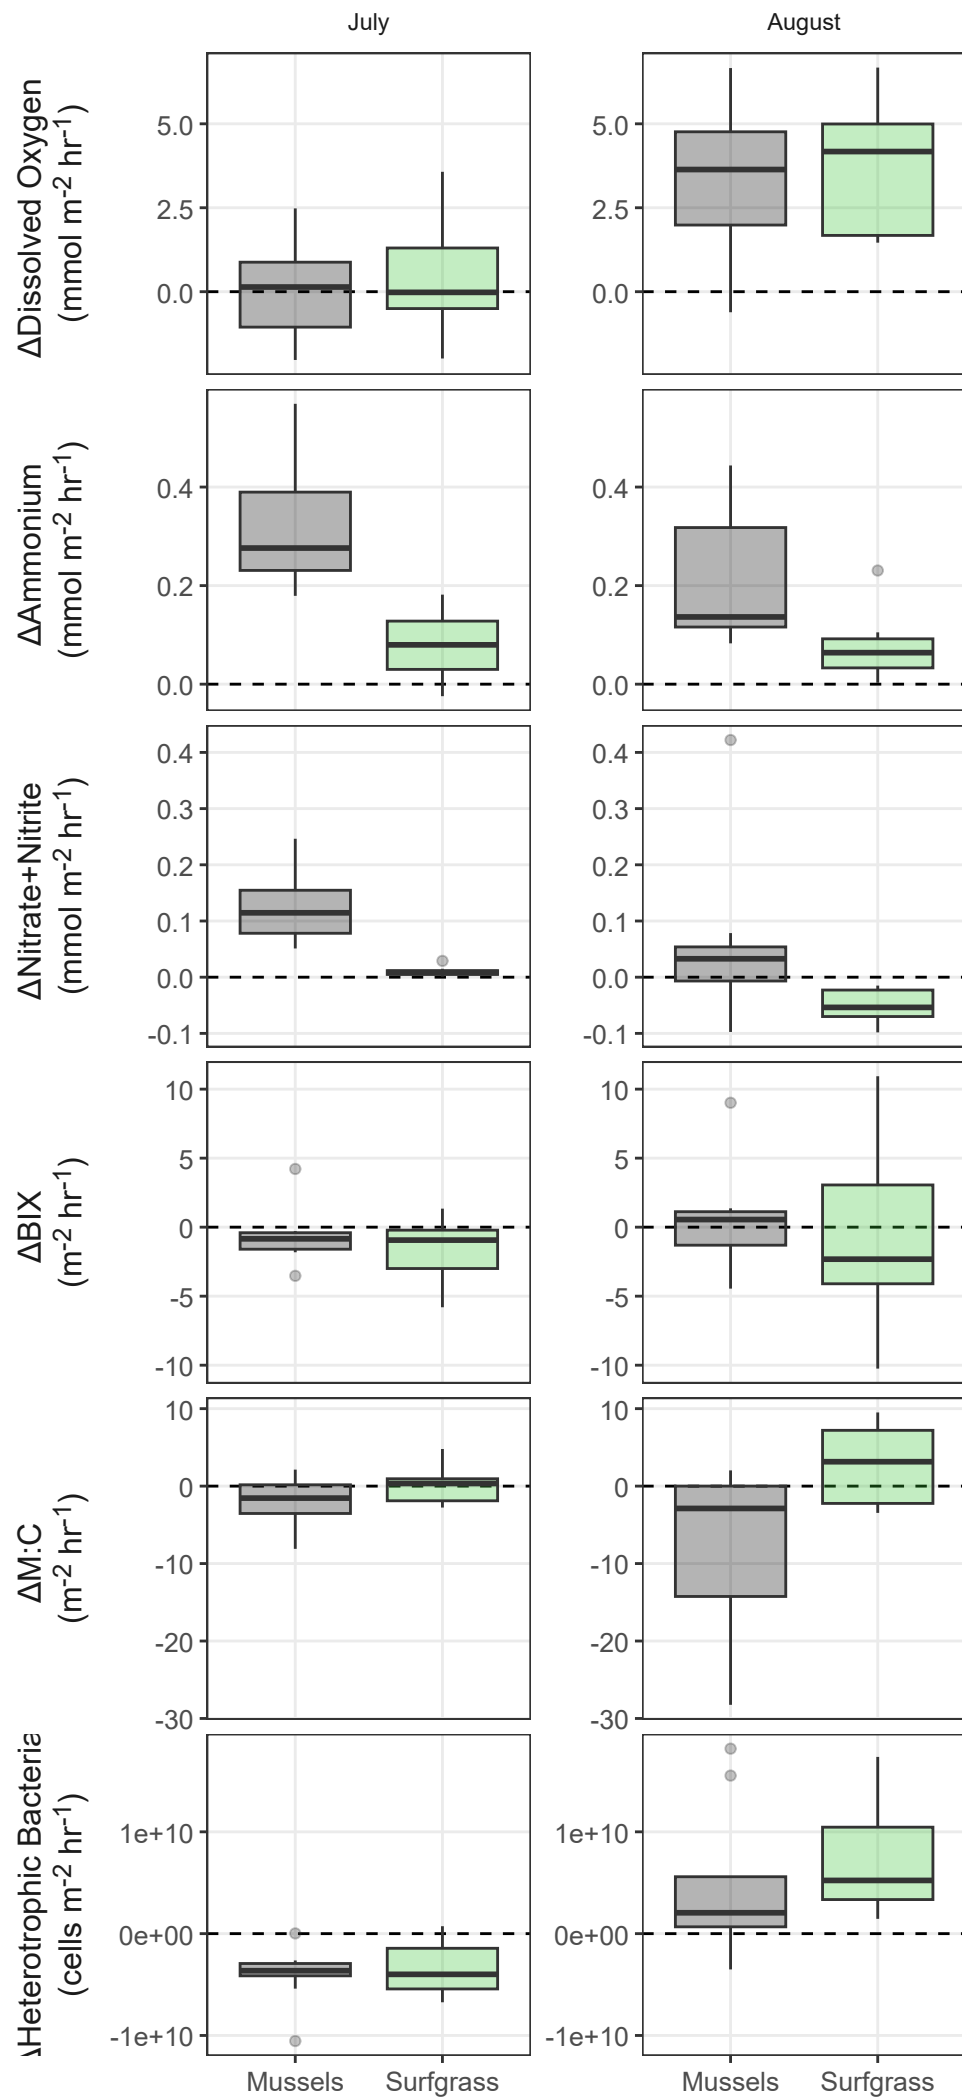 July
August
ΔDissolved Oxygen
(mmol m⁻² hr⁻¹)
5.0
2.5
0.0
5.0
2.5
0.0
ΔAmmonium
(mmol m⁻² hr⁻¹)
0.4
0.2
0.0
0.4
0.2
0.0
ΔNitrate+Nitrite
(mmol m⁻² hr⁻¹)
0.4
0.3
0.2
0.1
0.0
-0.1
0.4
0.3
0.2
0.1
0.0
-0.1
ΔBIX
(m⁻² hr⁻¹)
10
5
0
-5
-10
10
5
0
-5
-10
ΔM:C
(m⁻² hr⁻¹)
10
0
-10
-20
-30
10
0
-10
-20
-30
ΔHeterotrophic Bacteria
(cells m⁻² hr⁻¹)
1e+10
0e+00
-1e+10
1e+10
0e+00
-1e+10
Mussels
Surfgrass
Mussels
Surfgrass